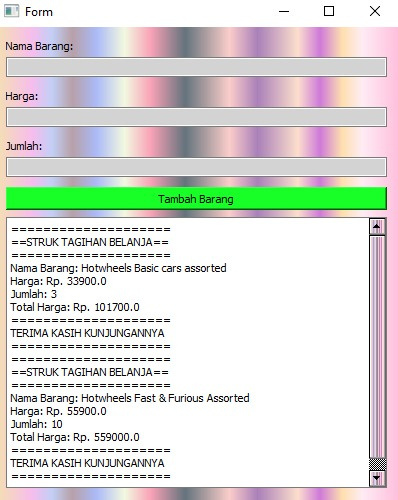 Form
Nama Barang:
Harga:
Jumlah:
Tambah Barang
====================
==STRUK TAGIHAN BELANJA==
====================
Nama Barang: Hotwheels Basic cars assorted
Harga: Rp. 33900.0
Jumlah: 3
Total Harga: Rp. 101700.0
====================
TERIMA KASIH KUNJUNGANNYA
====================
====================
==STRUK TAGIHAN BELANJA==
====================
Nama Barang: Hotwheels Fast & Furious Assorted
Harga: Rp. 55900.0
Jumlah: 10
Total Harga: Rp. 559000.0
====================
TERIMA KASIH KUNJUNGANNYA
====================